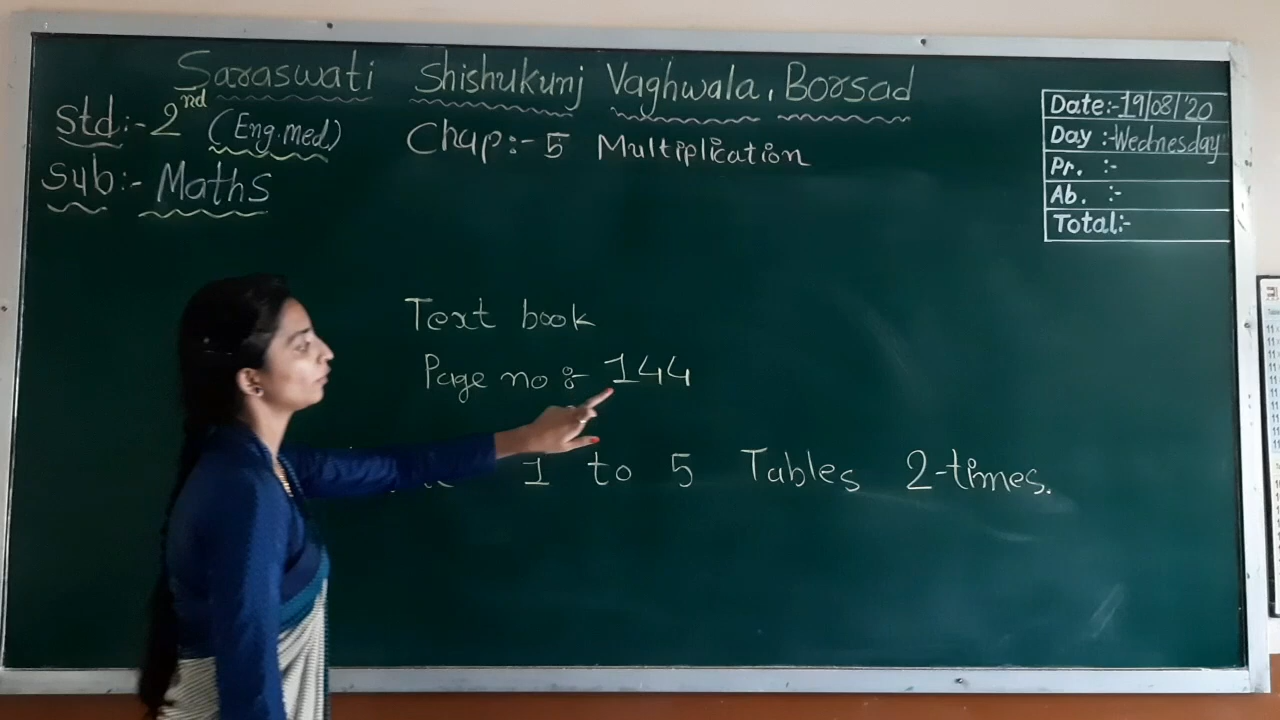 Saraswati Shishukunj Vaghwala, Borsad
Std:- 2nd (Eng.med.)
Chap:- 5 Multiplication
Sub:- Maths
Date:-19/08/'20
Day :-Wednesday
Pr. :-
Ab. :-
Total:-
Text book
Page no :- 144
1 to 5 Tables 2-times.